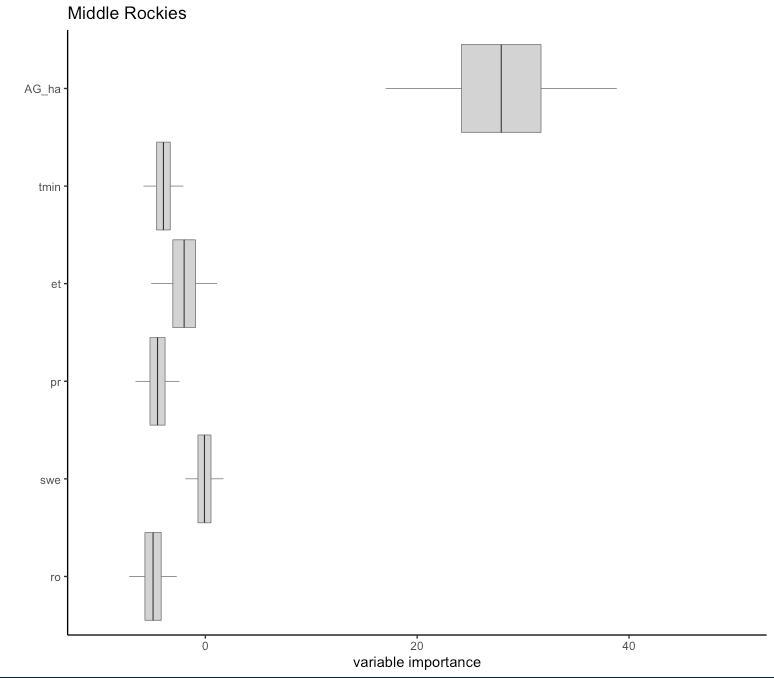 Middle Rockies
AG_ha
tmin
et
pr
swe
ro
0 20 40
variable importance